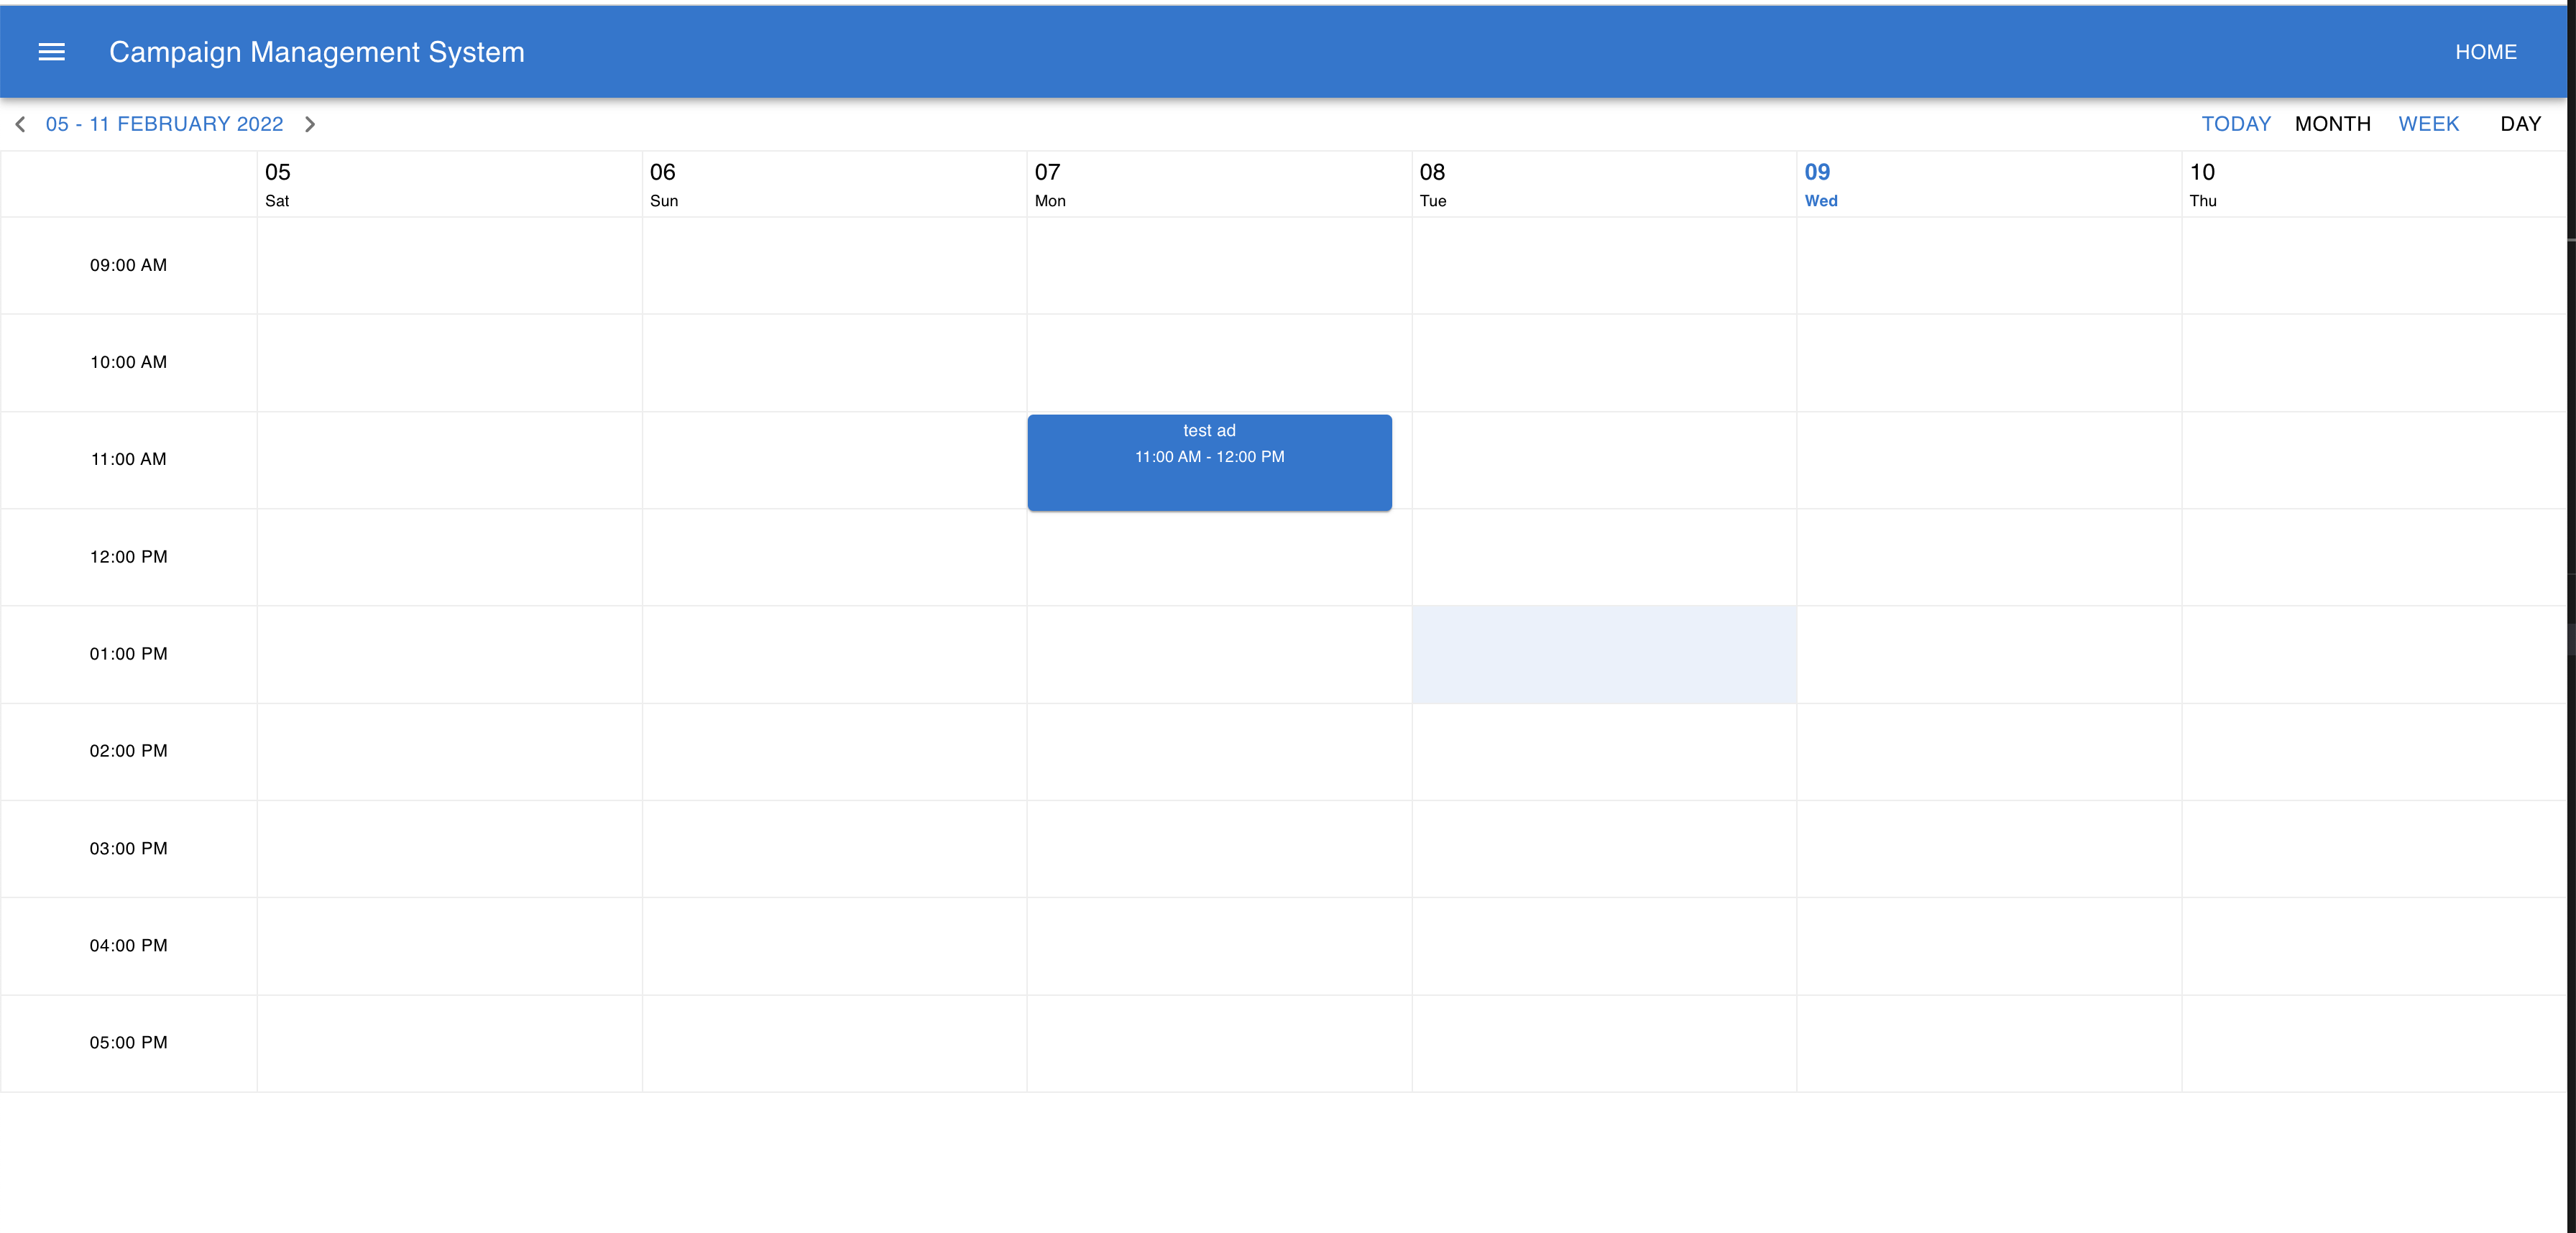 Campaign Management System
HOME
05 - 11 FEBRUARY 2022
TODAY MONTH WEEK DAY
05 06 07 08 09 10
Sat Sun Mon Tue Wed Thu
09:00 AM
10:00 AM
11:00 AM
test ad
11:00 AM - 12:00 PM
12:00 PM
01:00 PM
02:00 PM
03:00 PM
04:00 PM
05:00 PM